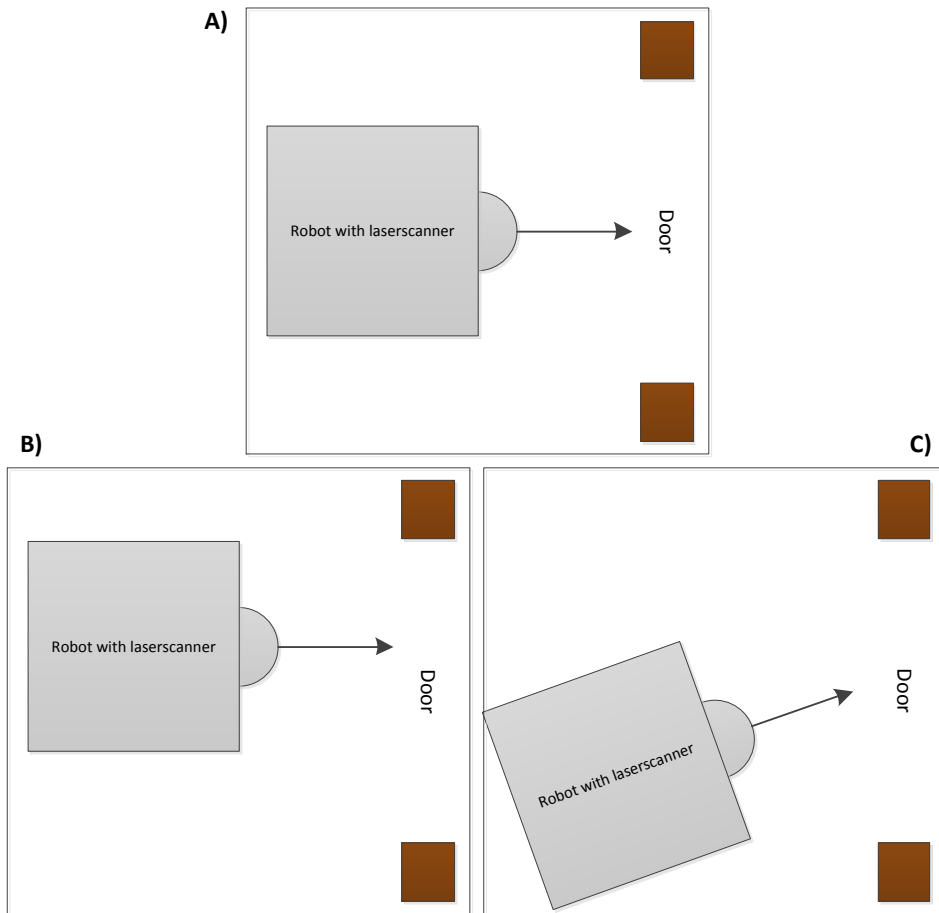 A)
Robot with laserscanner
Door
B)
Robot with laserscanner
Door
C)
Robot with laserscanner
Door